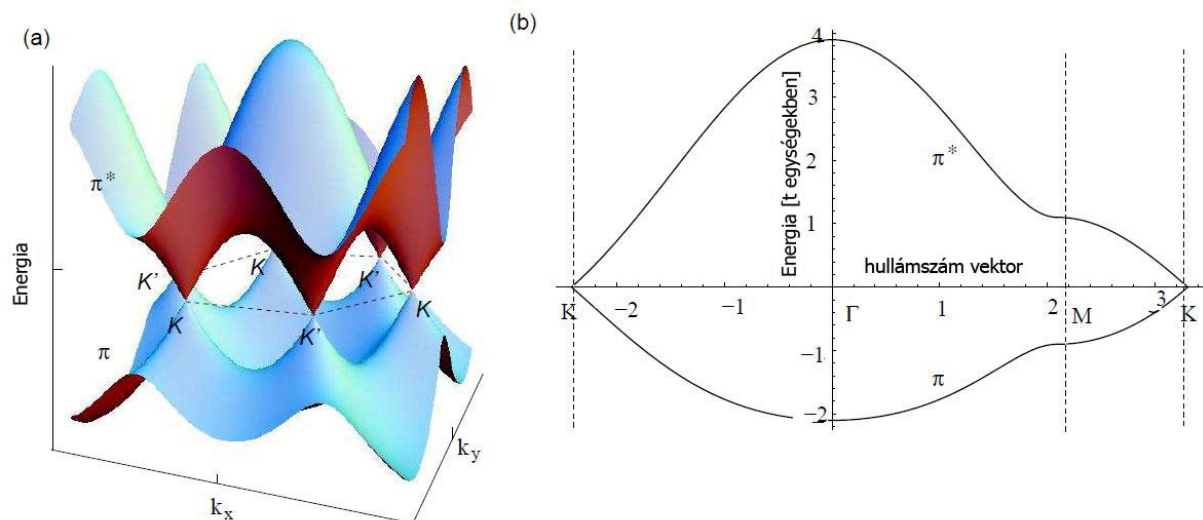 (a)
Energia
π*
K'
K
K'
K
K
K'
π
k_x
k_y
(b)
Energia [t egységekben]
4
3
2
1
−1
−2
π*
hullámszám vektor
K
−2
−1
Γ
1
2
M
−3
K
π